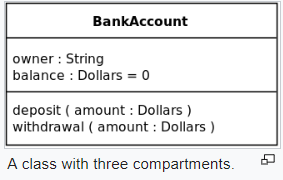 BankAccount
owner : String
balance : Dollars = 0
deposit ( amount : Dollars )
withdrawal ( amount : Dollars )
A class with three compartments.